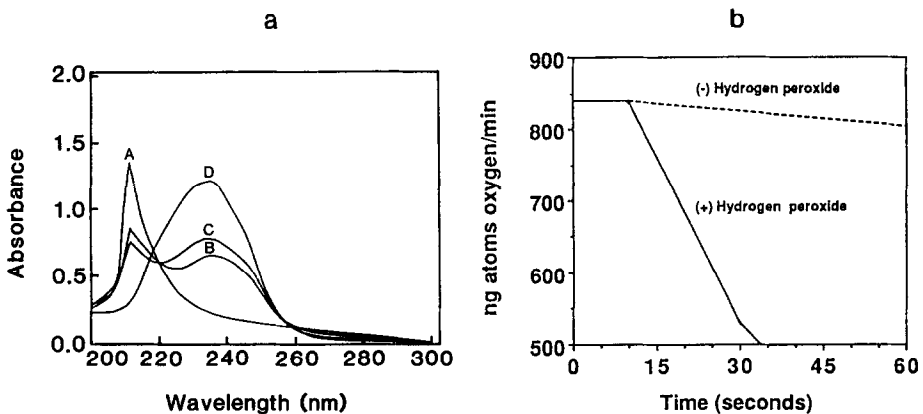 a
2.0
1.5
1.0
0.5
0.0
Absorbance
A
D
C
B
200 220 240 260 280 300
Wavelength (nm)
b
900
800
700
600
500
ng atoms oxygen/min
(-) Hydrogen peroxide
(+) Hydrogen peroxide
0 15 30 45 60
Time (seconds)